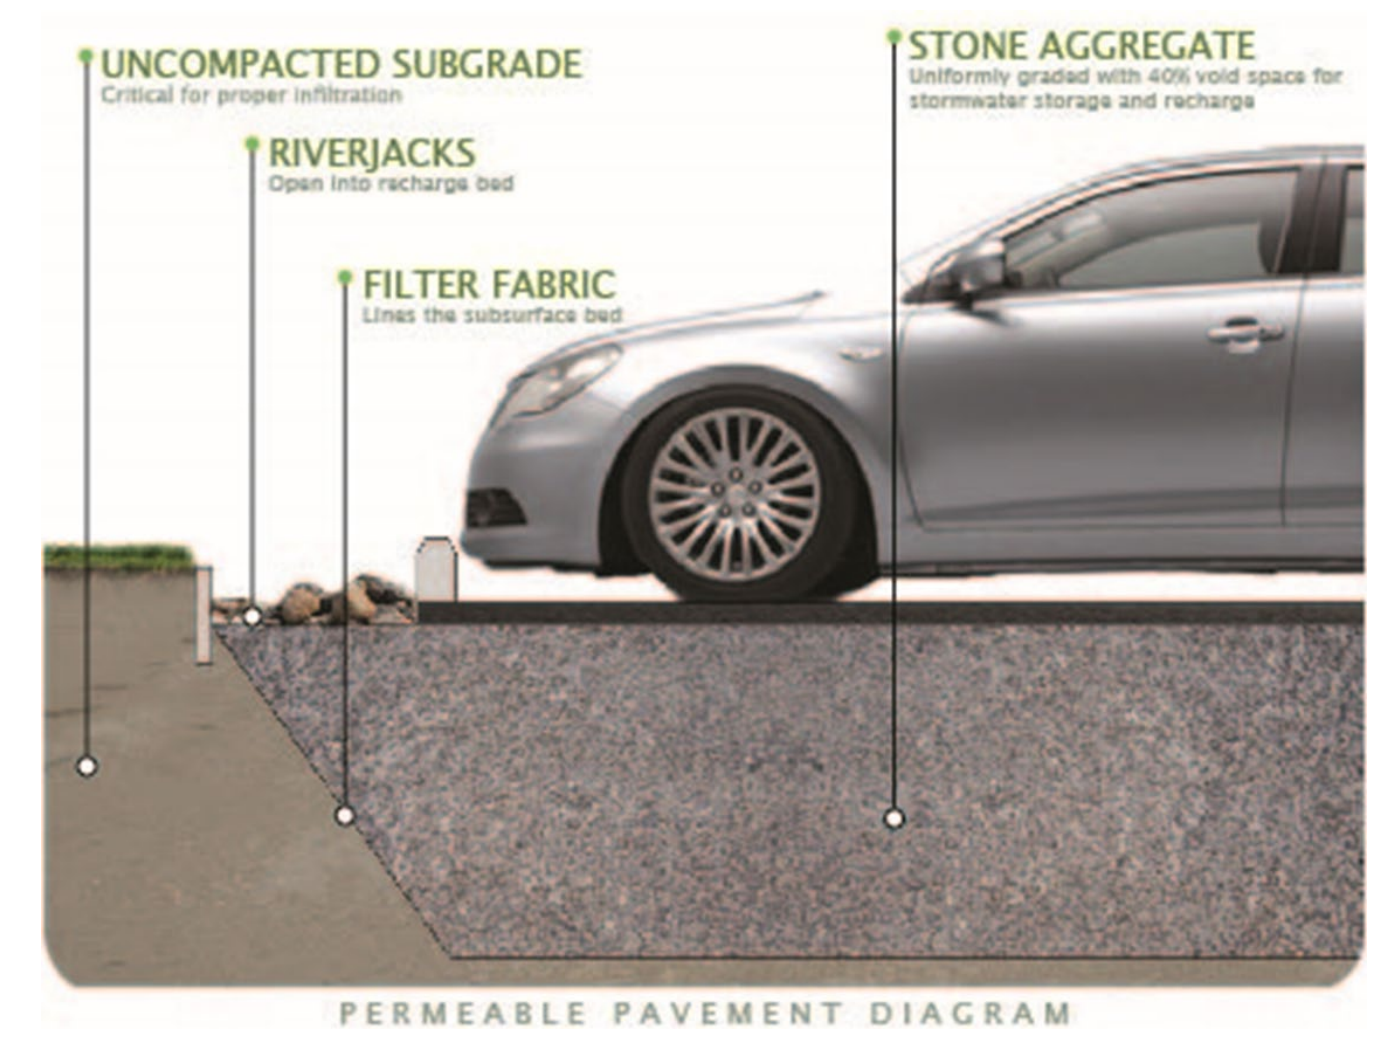 UNCOMPACTED SUBGRADE
Critical for proper infiltration
RIVERJACKS
Open into recharge bed
FILTER FABRIC
Lines the subsurface bed
STONE AGGREGATE
Uniformly graded with 40% void space for
stormwater storage and recharge
PERMEABLE PAVEMENT DIAGRAM